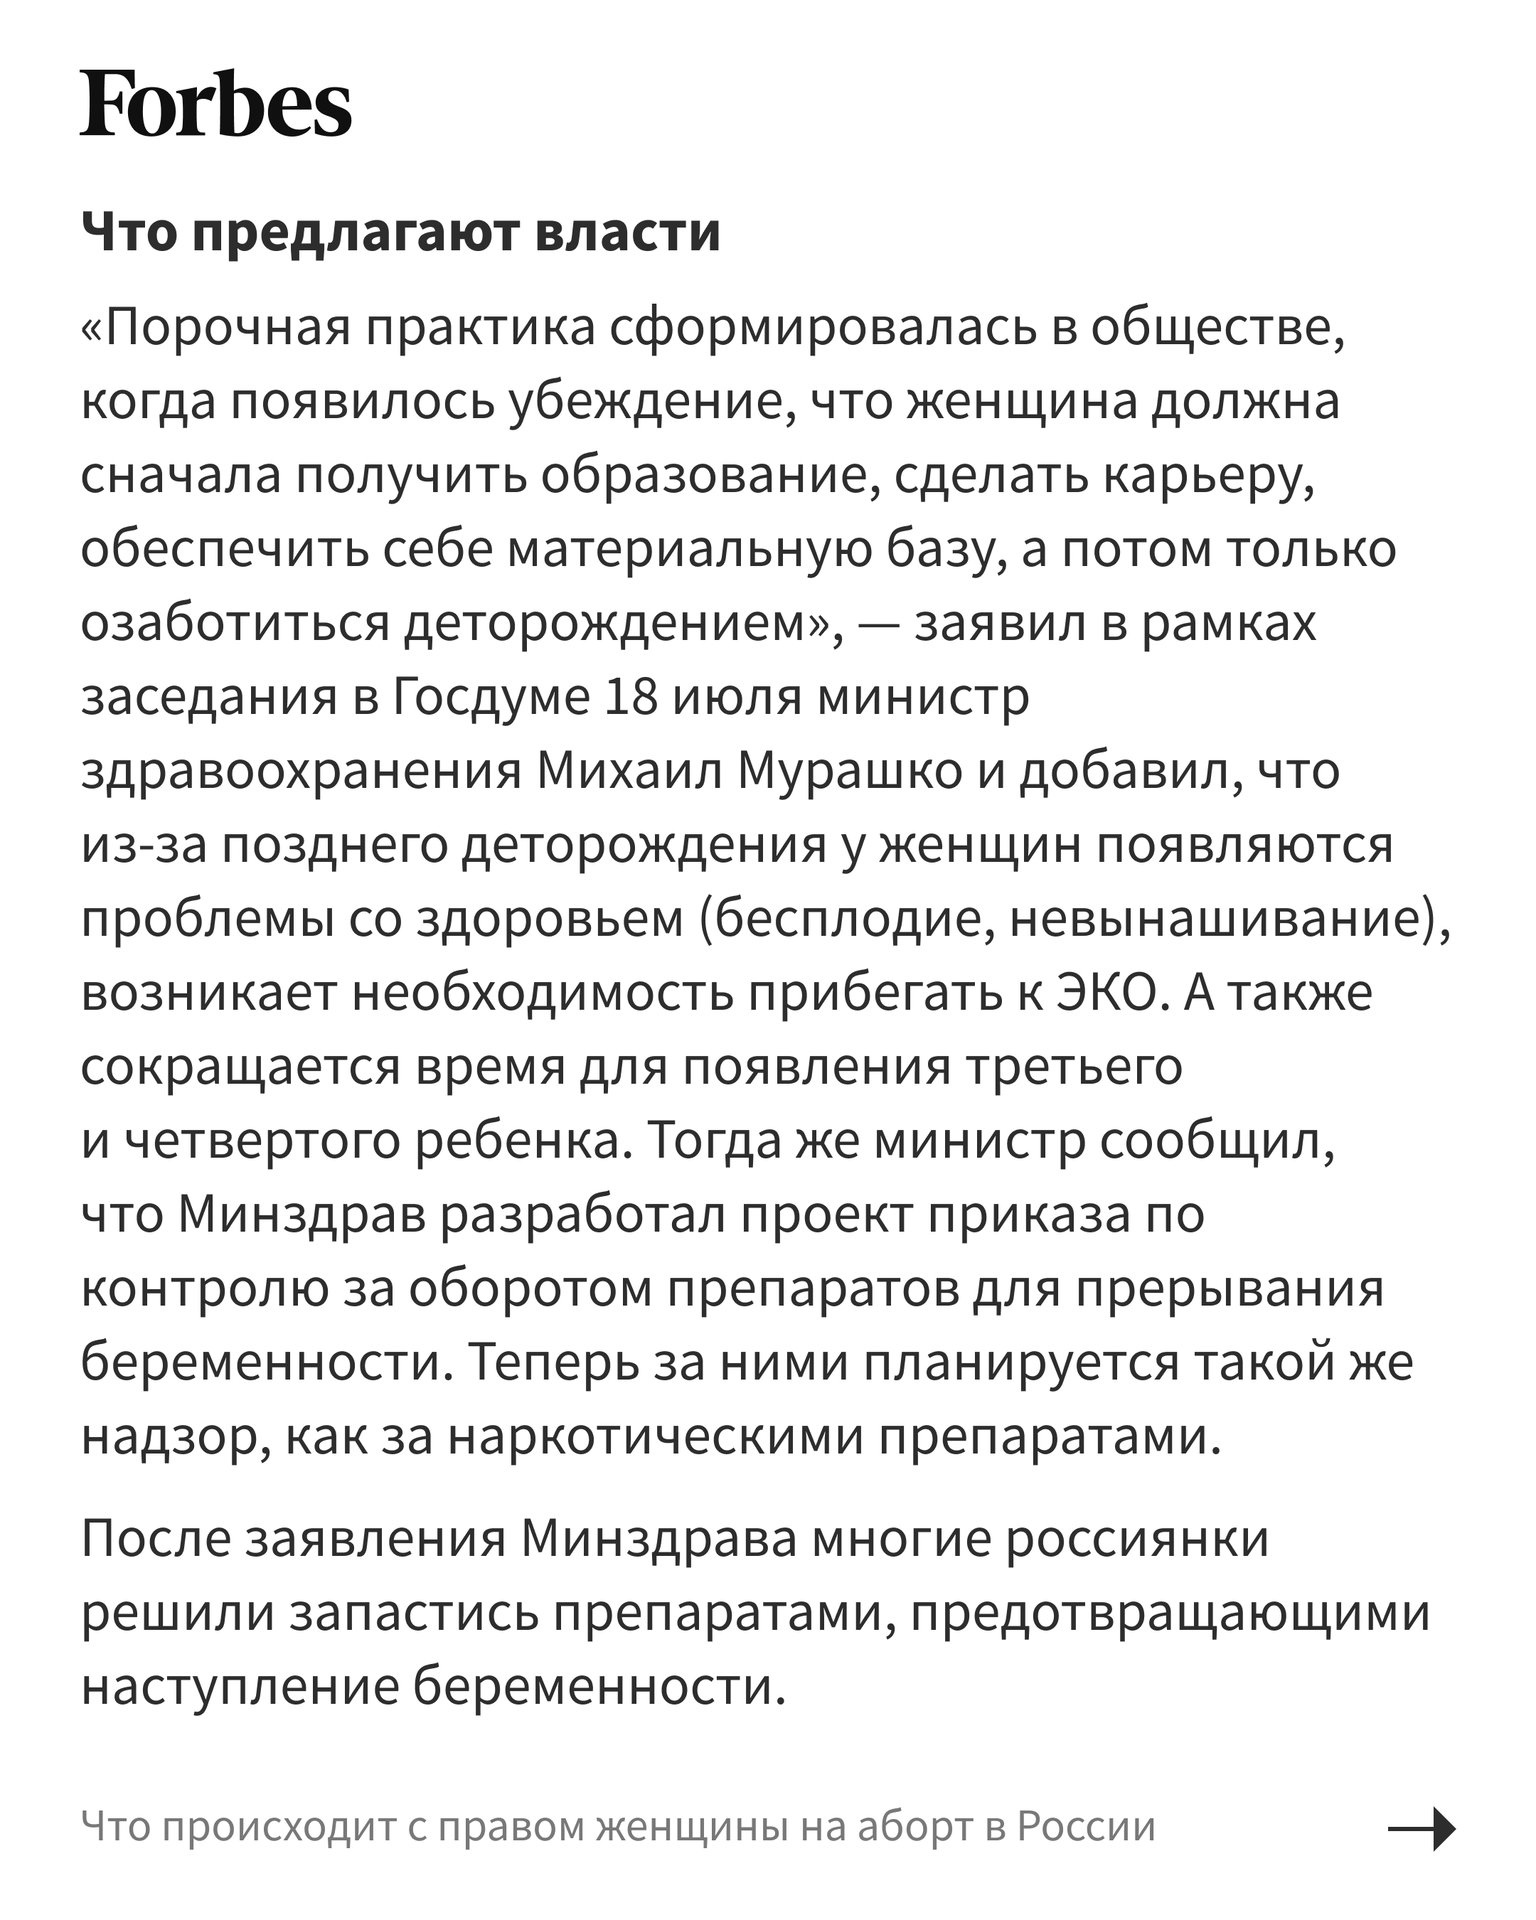 Forbes
Что предлагают власти
«Порочная практика сформировалась в обществе,
когда появилось убеждение, что женщина должна
сначала получить образование, сделать карьеру,
обеспечить себе материальную базу, а потом только
озаботиться деторождением», — заявил в рамках
заседания в Госдуме 18 июля министр
здравоохранения Михаил Мурашко и добавил, что
из-за позднего деторождения у женщин появляются
проблемы со здоровьем (бесплодие, невынашивание),
возникает необходимость прибегать к ЭКО. А также
сокращается время для появления третьего
и четвертого ребенка. Тогда же министр сообщил,
что Минздрав разработал проект приказа по
контролю за оборотом препаратов для прерывания
беременности. Теперь за ними планируется такой же
надзор, как за наркотическими препаратами.
После заявления Минздрава многие россиянки
решили запастись препаратами, предотвращающими
наступление беременности.
Что происходит с правом женщины на аборт в России